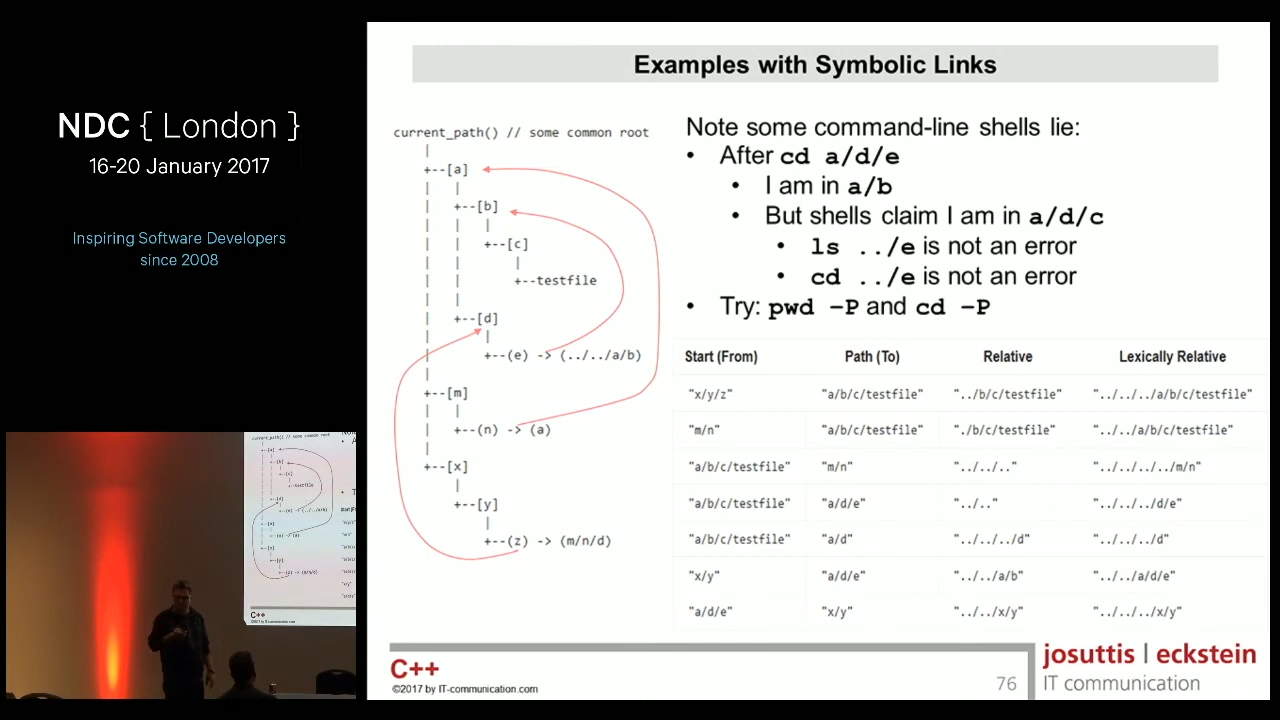 NDC { London }
16-20 January 2017
Inspiring Software Developers
since 2008
Examples with Symbolic Links
current_path() // some common root
+--[a]
+--[b]
+--[c]
+--testfile
+--[d]
+--(e) -> (../../a/b)
+--[m]
+--(n) -> (a)
+--[x]
+--[y]
+--(z) -> (m/n/d)
Note some command-line shells lie:
• After cd a/d/e
• I am in a/b
• But shells claim I am in a/d/c
• ls ../e is not an error
• cd ../e is not an error
• Try: pwd –P and cd –P
Start (From) Path (To) Relative Lexically Relative
"x/y/z" "a/b/c/testfile" "../b/c/testfile" "../../../a/b/c/testfile"
"m/n" "a/b/c/testfile" "./b/c/testfile" "../../a/b/c/testfile"
"a/b/c/testfile" "m/n" "../../.." "../../../../m/n"
"a/b/c/testfile" "a/d/e" "../.." "../../../d/e"
"a/b/c/testfile" "a/d" "../../../d" "../../../d"
"x/y" "a/d/e" "../../a/b" "../../a/d/e"
"a/d/e" "x/y" "../../x/y" "../../../x/y"
C++
©2017 by IT-communication.com
76
josuttis | eckstein
IT communication